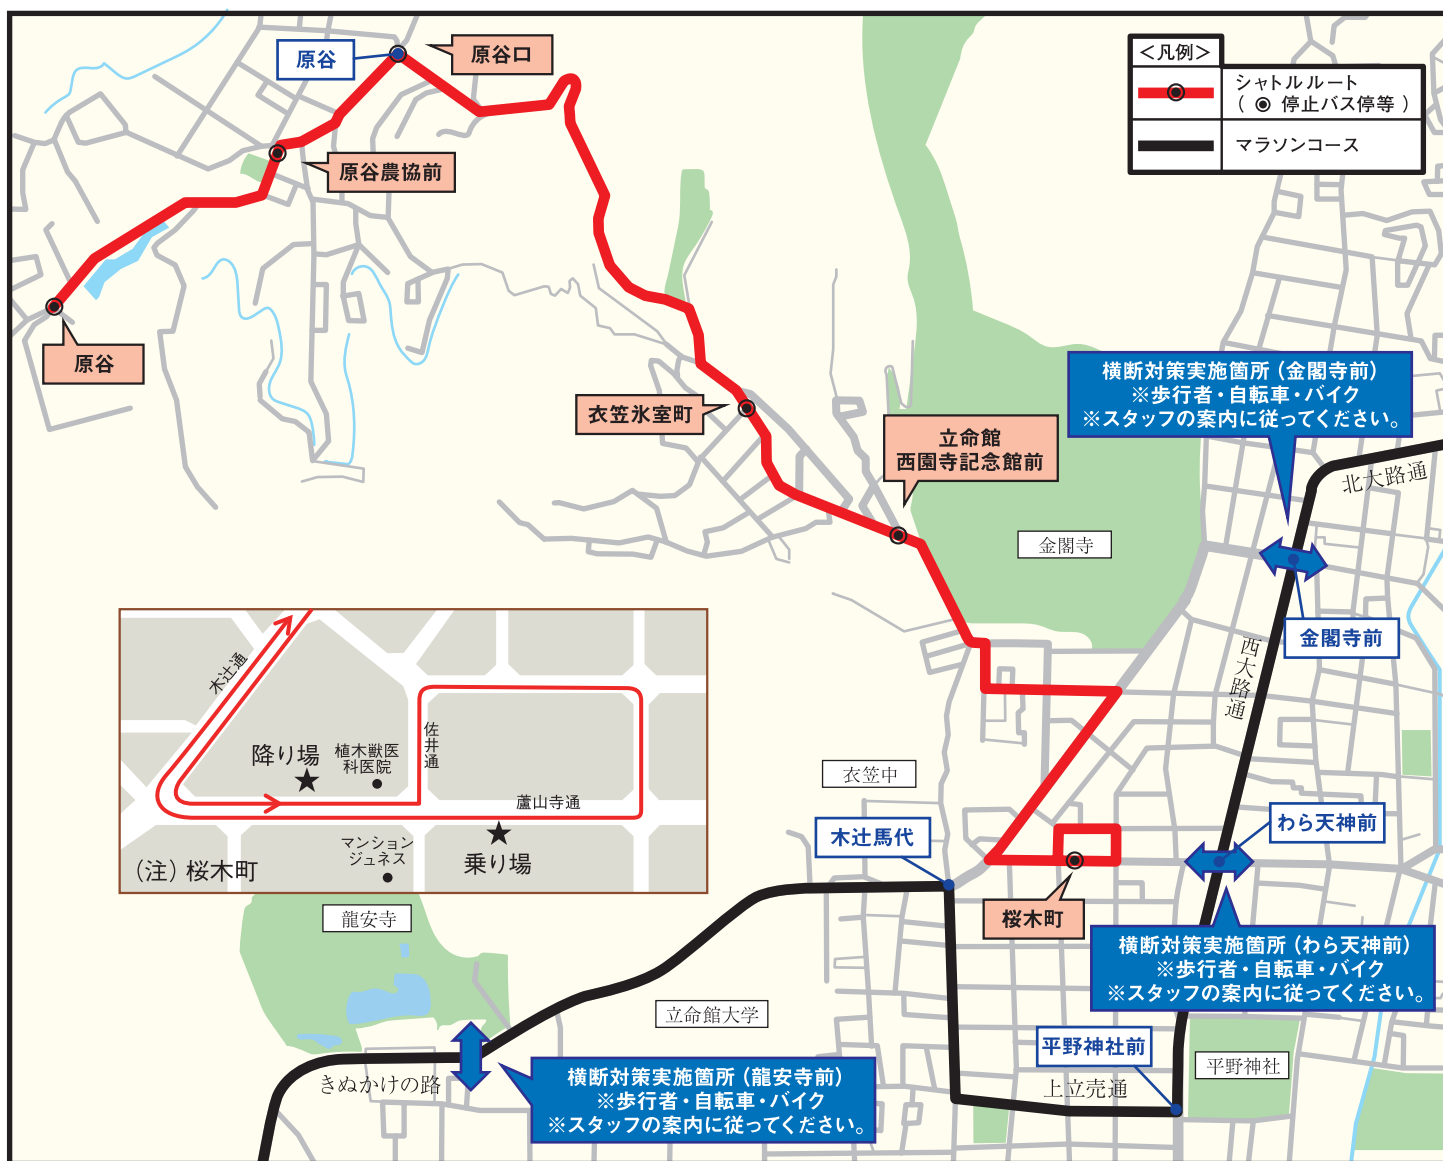 原谷
原谷口
<凡例>
シャトルルート
( 停止バス停等 )
マラソンコース
原谷農協前
原谷
衣笠氷室町
立命館
西園寺記念館前
横断対策実施箇所(金閣寺前)
※歩行者・自転車・バイク
※スタッフの案内に従ってください。
北大路通
金閣寺
金閣寺前
西大路通
衣笠中
木辻馬代
わら天神前
桜木町
横断対策実施箇所(わら天神前)
※歩行者・自転車・バイク
※スタッフの案内に従ってください。
木辻通
降り場
植木獣医
科医院
佐井通
蘆山寺通
マンション
ジュネス
乗り場
(注)桜木町
龍安寺
立命館大学
平野神社前
平野神社
上立売通
きぬかけの路
横断対策実施箇所(龍安寺前)
※歩行者・自転車・バイク
※スタッフの案内に従ってください。